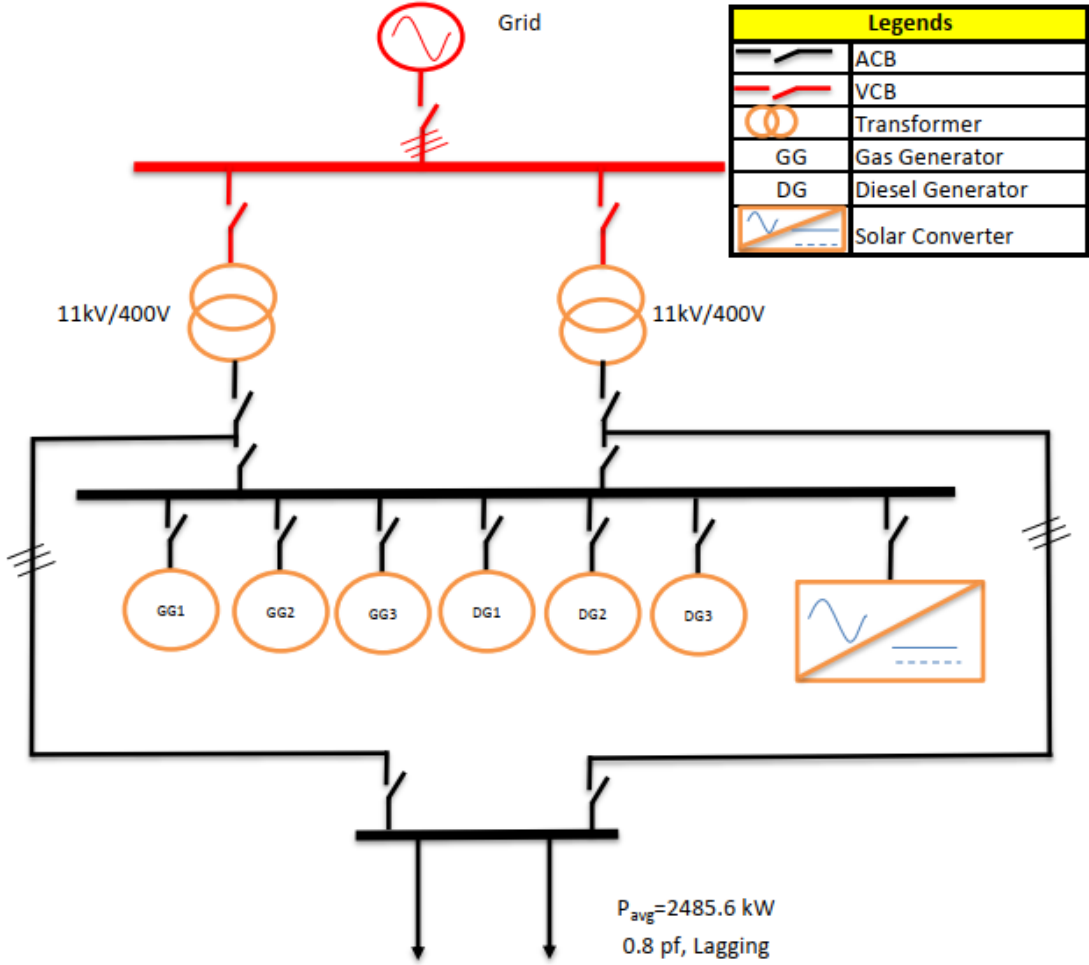 Grid
Legends
ACB
VCB
Transformer
GG Gas Generator
DG Diesel Generator
Solar Converter
11kV/400V
11kV/400V
GG1
GG2
GG3
DG1
DG2
DG3
Pavg=2485.6 kW
0.8 pf, Lagging